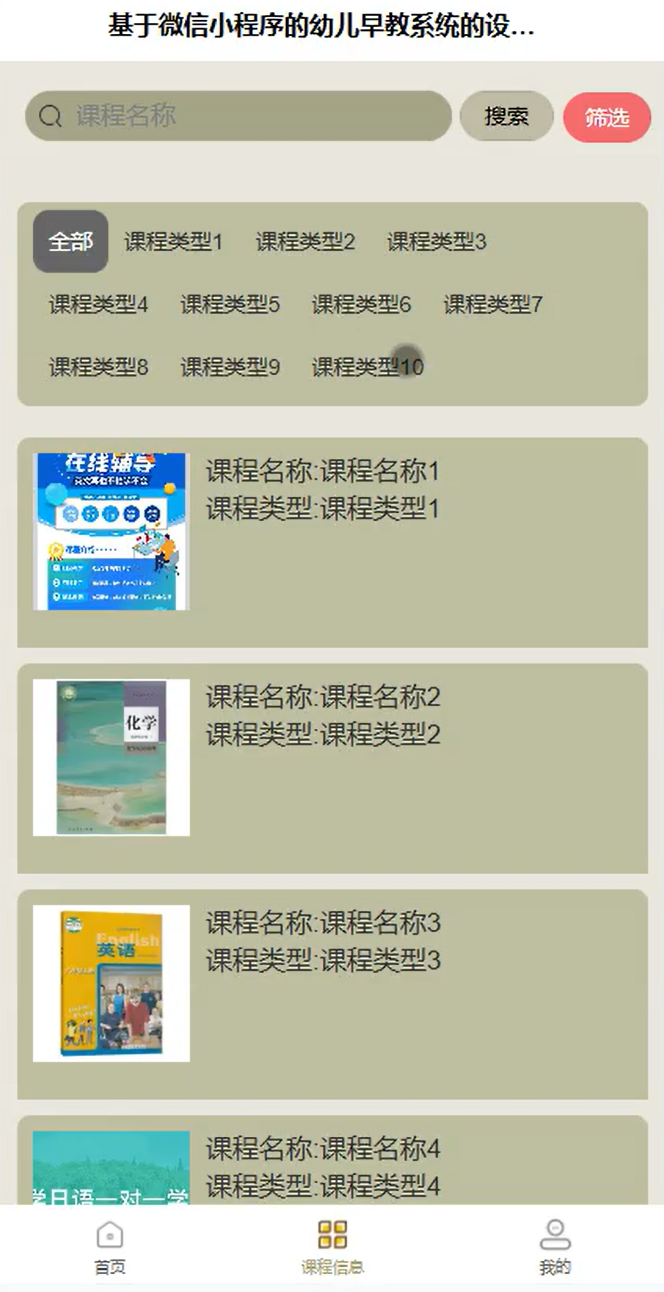 基于微信小程序的幼儿早教系统的设...
课程名称
搜索
筛选
全部 课程类型1 课程类型2 课程类型3
课程类型4 课程类型5 课程类型6 课程类型7
课程类型8 课程类型9 课程类型10
在线辅导
课程名称:课程名称1
课程类型:课程类型1
化学
课程名称:课程名称2
课程类型:课程类型2
English
英语
课程名称:课程名称3
课程类型:课程类型3
学日语一对一学
课程名称:课程名称4
课程类型:课程类型4
首页
课程信息
我的